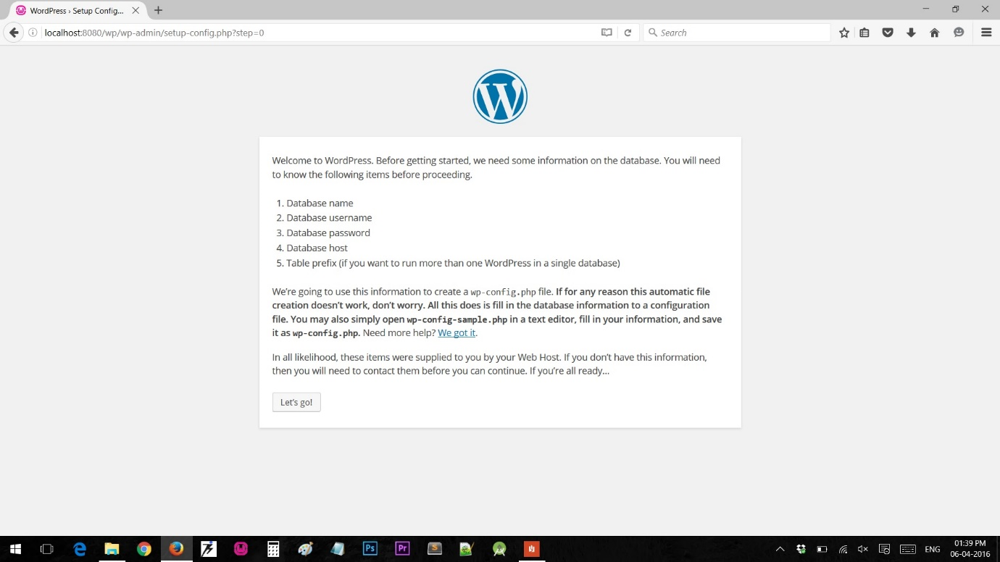 WordPress › Setup Config...
localhost:8080/wp/wp-admin/setup-config.php?step=0
Search
W
Welcome to WordPress. Before getting started, we need some information on the database. You will need
to know the following items before proceeding.
1. Database name
2. Database username
3. Database password
4. Database host
5. Table prefix (if you want to run more than one WordPress in a single database)
We’re going to use this information to create a wp-config.php file. If for any reason this automatic file
creation doesn’t work, don’t worry. All this does is fill in the database information to a configuration
file. You may also simply open wp-config-sample.php in a text editor, fill in your information, and save
it as wp-config.php. Need more help? We got it.
In all likelihood, these items were supplied to you by your Web Host. If you don’t have this information,
then you will need to contact them before you can continue. If you’re all ready…
Let’s go!
Ps
Pr
S
ENG
01:39 PM
06-04-2016